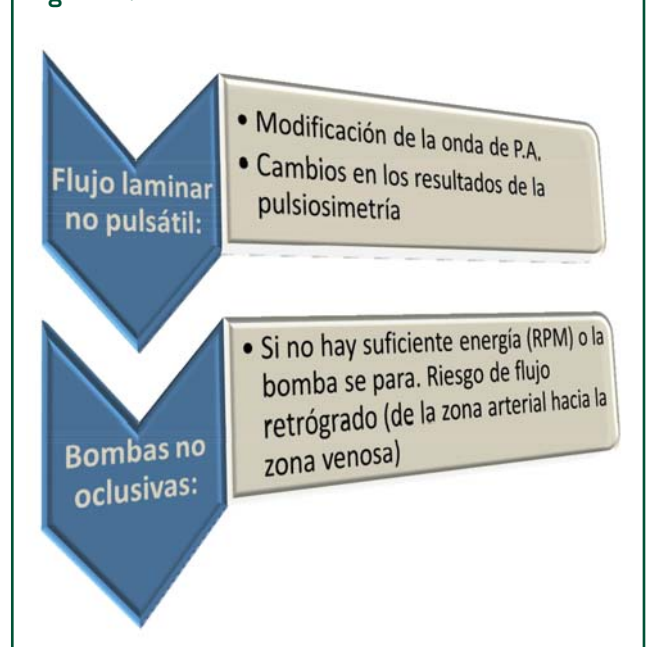 Flujo laminar
no pulsátil:
• Modificación de la onda de P.A.
• Cambios en los resultados de la
pulsiosimetría
Bombas no
oclusivas:
• Si no hay suficiente energía (RPM) o la
bomba se para. Riesgo de flujo
retrógrado (de la zona arterial hacia la
zona venosa)